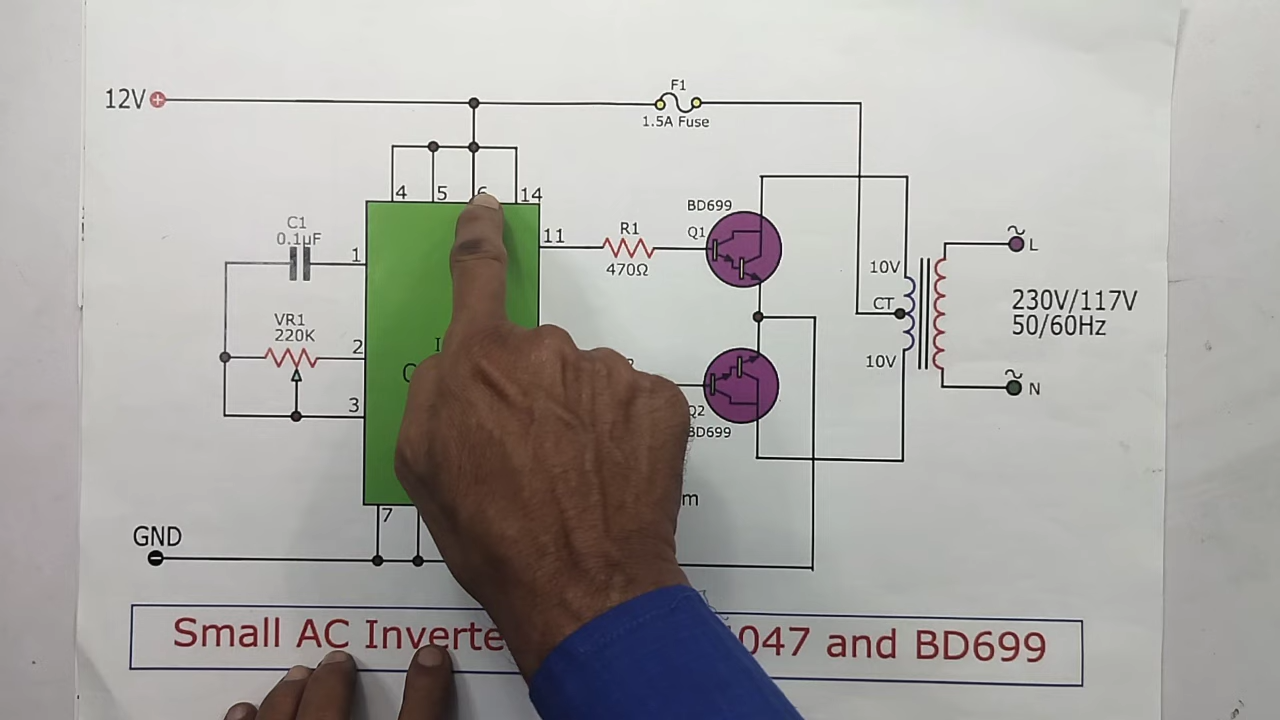 F1
12V
1.5A Fuse
4
5
14
BD699
Q1
11
R1
470Ω
C1
0.1µF
1
10V
CT
10V
L
230V/117V
50/60Hz
VR1
220K
2
3
Q2
BD699
N
7
GND
Small AC Inverte
047 and BD699